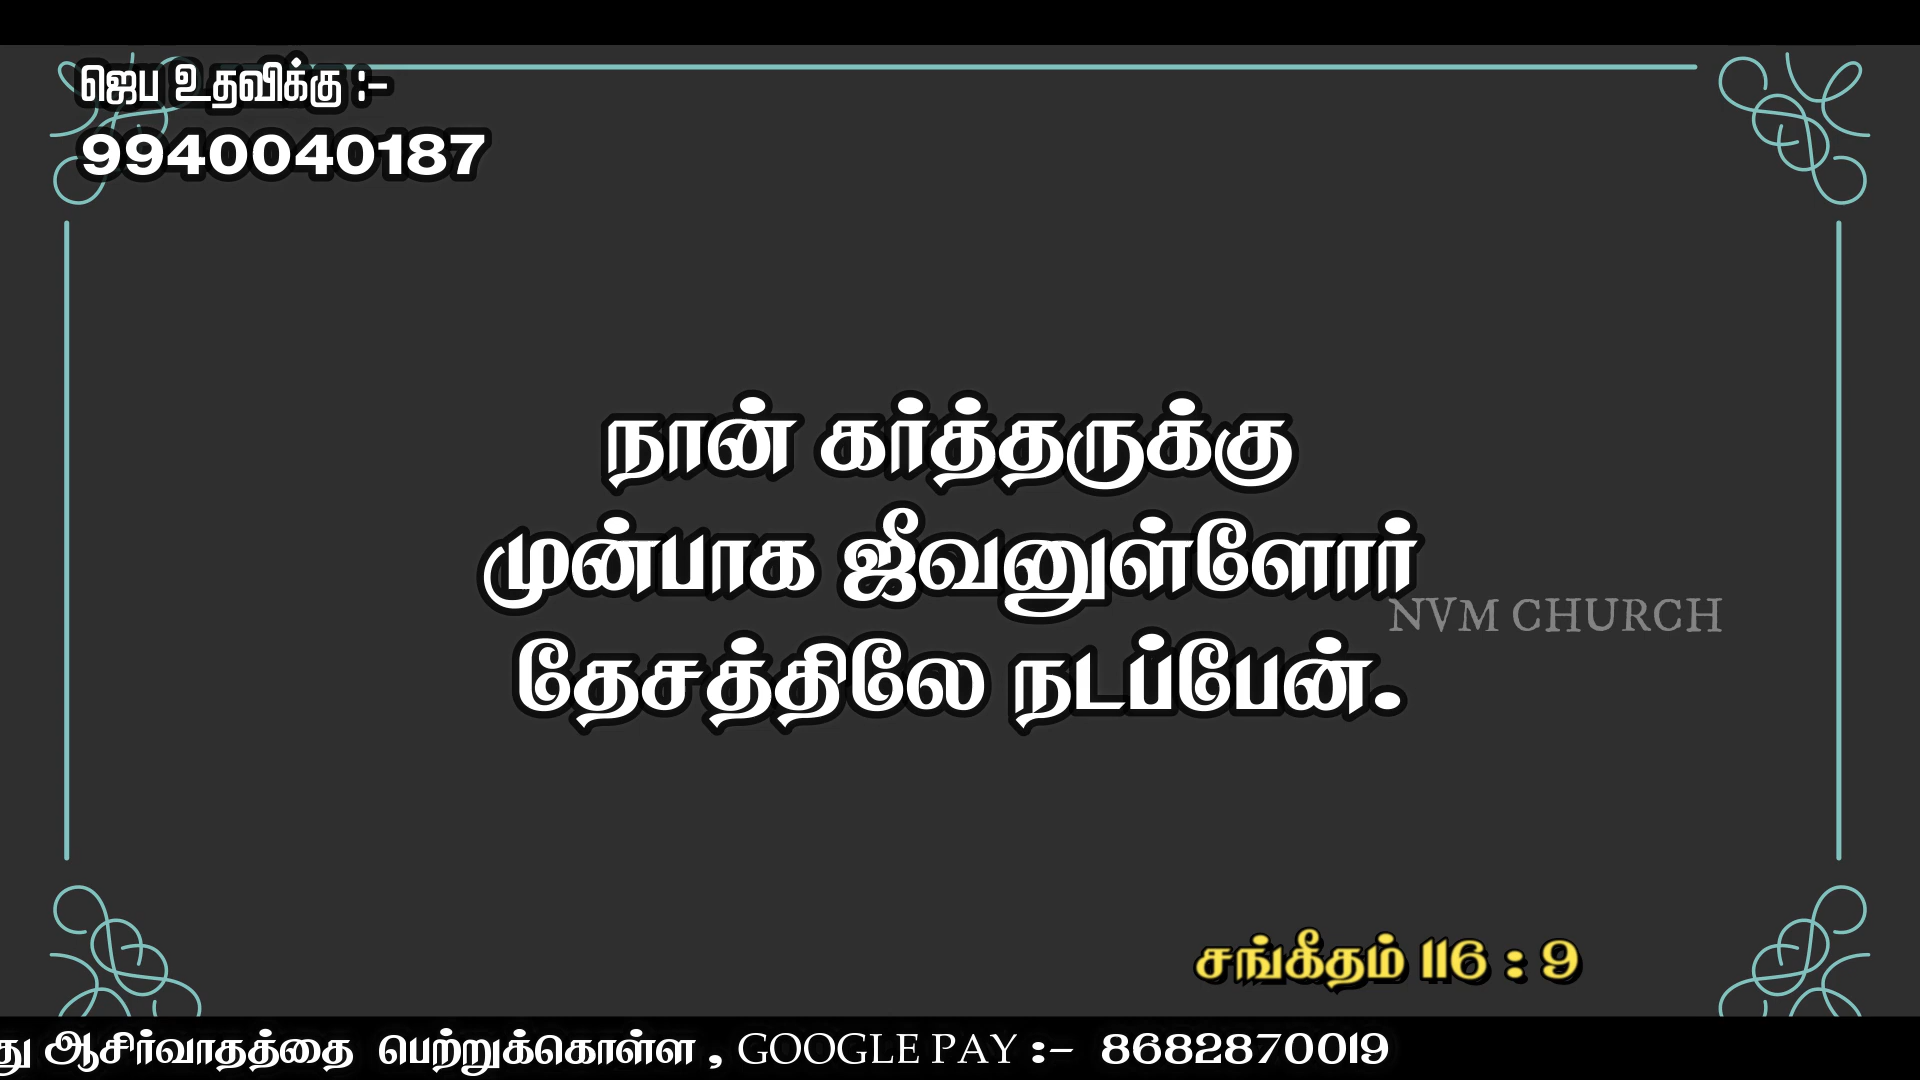 ஜெப உதவிக்கு :-
9940040187
நான் கர்த்தருக்கு
முன்பாக ஜீவனுள்ளோர்
தேசத்திலே நடப்பேன்.
NVM CHURCH
சங்கீதம் 116 : 9
து ஆசிர்வாதத்தை பெற்றுக்கொள்ள , GOOGLE PAY :- 8682870019